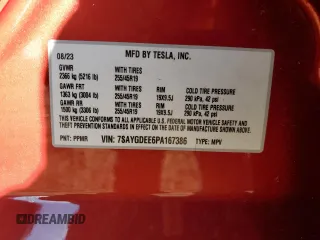 08/23 MFD BY TESLA, INC.
GVWR WITH TIRES
2366 kg (5216 lb) 255/45R19
GAWR FRT WITH TIRES RIM COLD TIRE PRESSURE
1363 kg (3004 lb) 255/45R19 19X9.5J 290 kPa, 42 psi
GAWR RR WITH TIRES RIM COLD TIRE PRESSURE
1500 kg (3306 lb) 255/45R19 19X9.5J 290 kPa, 42 psi
THIS VEHICLE CONFORMS TO ALL APPLICABLE FEDERAL MOTOR VEHICLE SAFETY
AND THEFT PREVENTION STANDARDS IN EFFECT ON THE DATE OF MANUFACTURE SHOWN ABOVE.
PNT: PPMR VIN: 7SAYGDEE6PA167386 TYPE: MPV
DREAMBID